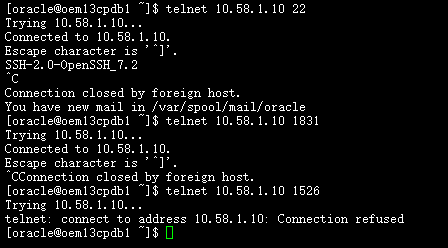 [oracle@oem13cpdb1 ~]$ telnet 10.58.1.10 22
Trying 10.58.1.10...
Connected to 10.58.1.10.
Escape character is '^]'.
SSH-2.0-OpenSSH_7.2
^C
Connection closed by foreign host.
You have new mail in /var/spool/mail/oracle
[oracle@oem13cpdb1 ~]$ telnet 10.58.1.10 1831
Trying 10.58.1.10...
Connected to 10.58.1.10.
Escape character is '^]'.
^CConnection closed by foreign host.
[oracle@oem13cpdb1 ~]$ telnet 10.58.1.10 1526
Trying 10.58.1.10...
telnet: connect to address 10.58.1.10: Connection refused
[oracle@oem13cpdb1 ~]$